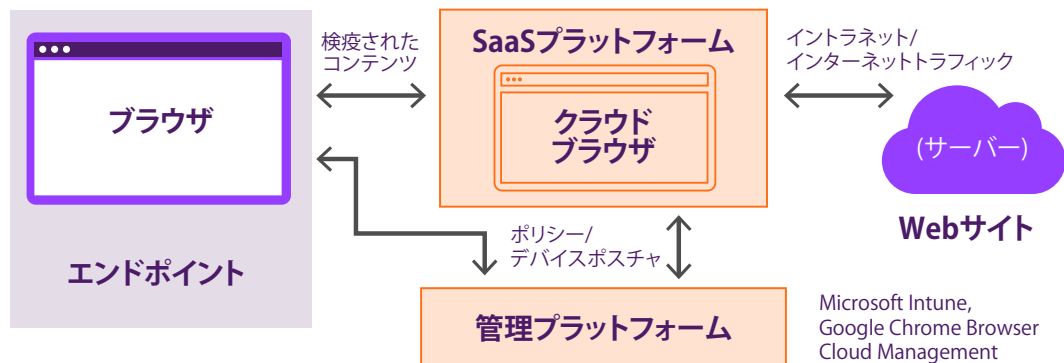 検疫された
コンテンツ
SaaSプラットフォーム
イントラネット/
インターネットトラフィック
ブラウザ
クラウド
ブラウザ
(サーバー)
Webサイト
ポリシー/
デバイスポスチャ
エンドポイント
管理プラットフォーム
Microsoft Intune,
Google Chrome Browser
Cloud Management